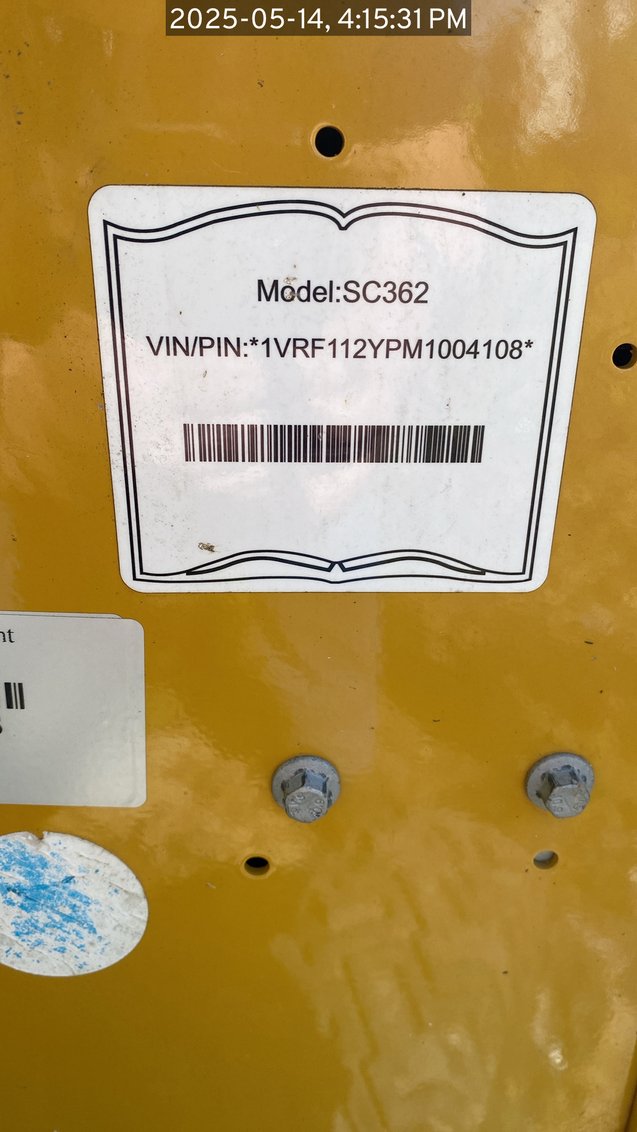 2025-05-14, 4:15:31 PM
Model:SC362
VIN/PIN:*1VRF112YPM1004108*